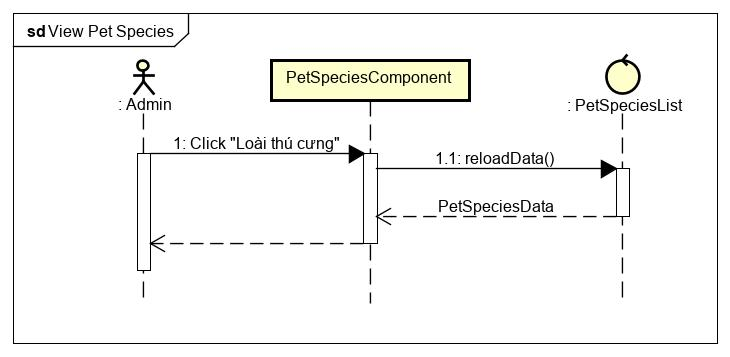 sd View Pet Species
: Admin
PetSpeciesComponent
: PetSpeciesList
1: Click "Loài thú cưng"
1.1: reloadData()
PetSpeciesData